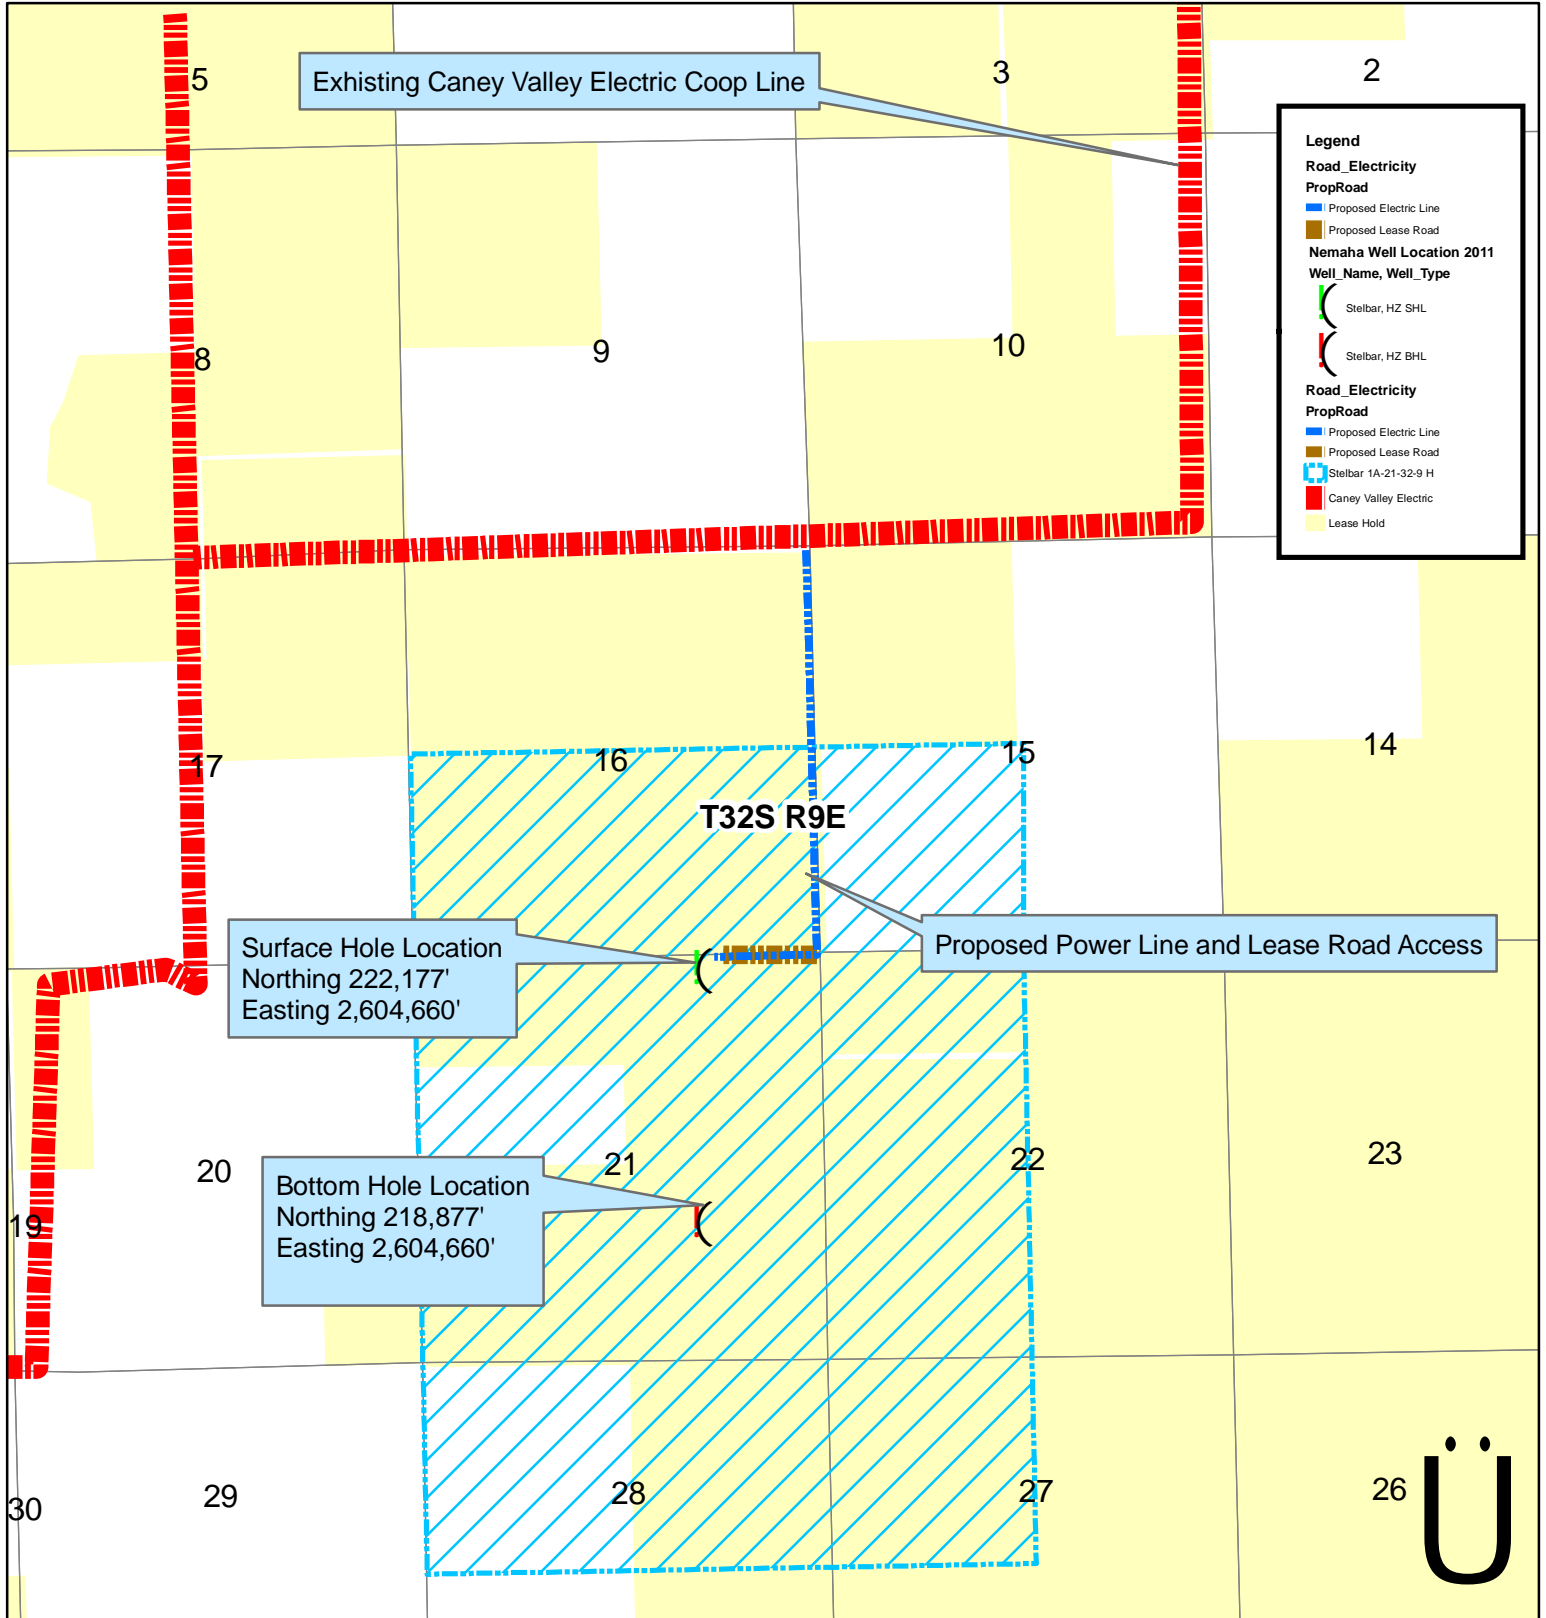 5
Exhisting Caney Valley Electric Coop Line
3
2
Legend
Road_Electricity
PropRoad
Proposed Electric Line
Proposed Lease Road
Nemaha Well Location 2011
Well_Name, Well_Type
Stelbar, HZ SHL
Stelbar, HZ BHL
Road_Electricity
PropRoad
Proposed Electric Line
Proposed Lease Road
Stelbar 1A-21-32-9 H
Caney Valley Electric
Lease Hold
8
9
10
17
16
15
14
T32S R9E
Surface Hole Location
Northing 222,177'
Easting 2,604,660'
Proposed Power Line and Lease Road Access
(
19
20
21
22
23
Bottom Hole Location
Northing 218,877'
Easting 2,604,660'
(
30
29
28
27
26
Ü